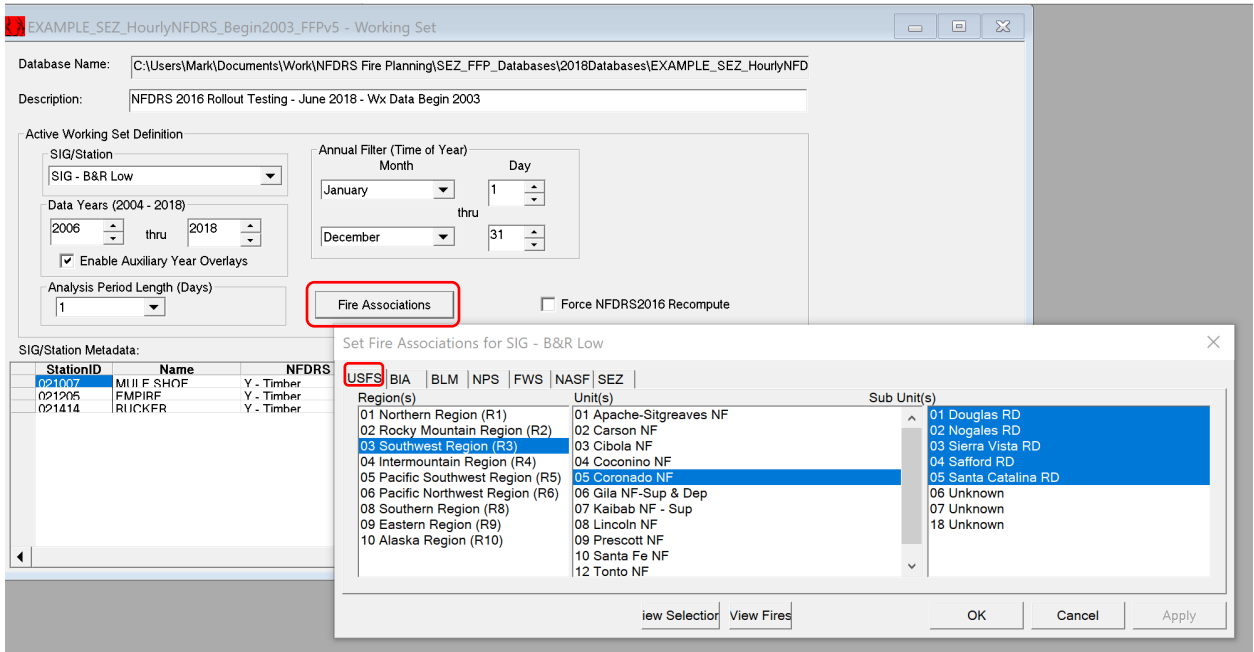 EXAMPLE_SEZ_HourlyNFDRS_Begin2003_FFPv5 - Working Set
Database Name: C:\Users\Mark\Documents\Work\NFDRS Fire Planning\SEZ_FFP_Databases\2018Databases\EXAMPLE_SEZ_HourlyNFD
Description: NFDRS 2016 Rollout Testing - June 2018 - Wx Data Begin 2003
Active Working Set Definition
SIG/Station
SIG - B&R Low
Annual Filter (Time of Year)
Month Day
January 1
thru
December 31
Data Years (2004 - 2018)
2006 thru 2018
Enable Auxiliary Year Overlays
Analysis Period Length (Days)
1
Fire Associations
Force NFDRS2016 Recompute
SIG/Station Metadata:
StationID Name NFDRS
021007 MULE SHOE Y - Timber
021205 EMPIRE Y - Timber
021414 RUCKER Y - Timber
Set Fire Associations for SIG - B&R Low
USFS BIA BLM NPS FWS NASF SEZ
Region(s) Unit(s) Sub Unit(s)
01 Northern Region (R1) 01 Apache-Sitgreaves NF 01 Douglas RD
02 Rocky Mountain Region (R2) 02 Carson NF 02 Nogales RD
03 Southwest Region (R3) 03 Cibola NF 03 Sierra Vista RD
04 Intermountain Region (R4) 04 Coconino NF 04 Safford RD
05 Pacific Southwest Region (R5) 05 Coronado NF 05 Santa Catalina RD
06 Pacific Northwest Region (R6) 06 Gila NF-Sup & Dep 06 Unknown
08 Southern Region (R8) 07 Kaibab NF - Sup 07 Unknown
09 Eastern Region (R9) 08 Lincoln NF 18 Unknown
10 Alaska Region (R10) 09 Prescott NF
10 Santa Fe NF
12 Tonto NF
iew Selection View Fires OK Cancel Apply